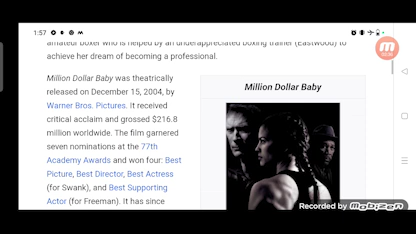 1:57
amateur boxer who is helped by an underappreciated boxing trainer (Eastwood) to
achieve her dream of becoming a professional.
Million Dollar Baby was theatrically
released on December 15, 2004, by
Warner Bros. Pictures. It received
critical acclaim and grossed $216.8
million worldwide. The film garnered
seven nominations at the 77th
Academy Awards and won four: Best
Picture, Best Director, Best Actress
(for Swank), and Best Supporting
Actor (for Freeman). It has since
Million Dollar Baby
Recorded by Mobizen